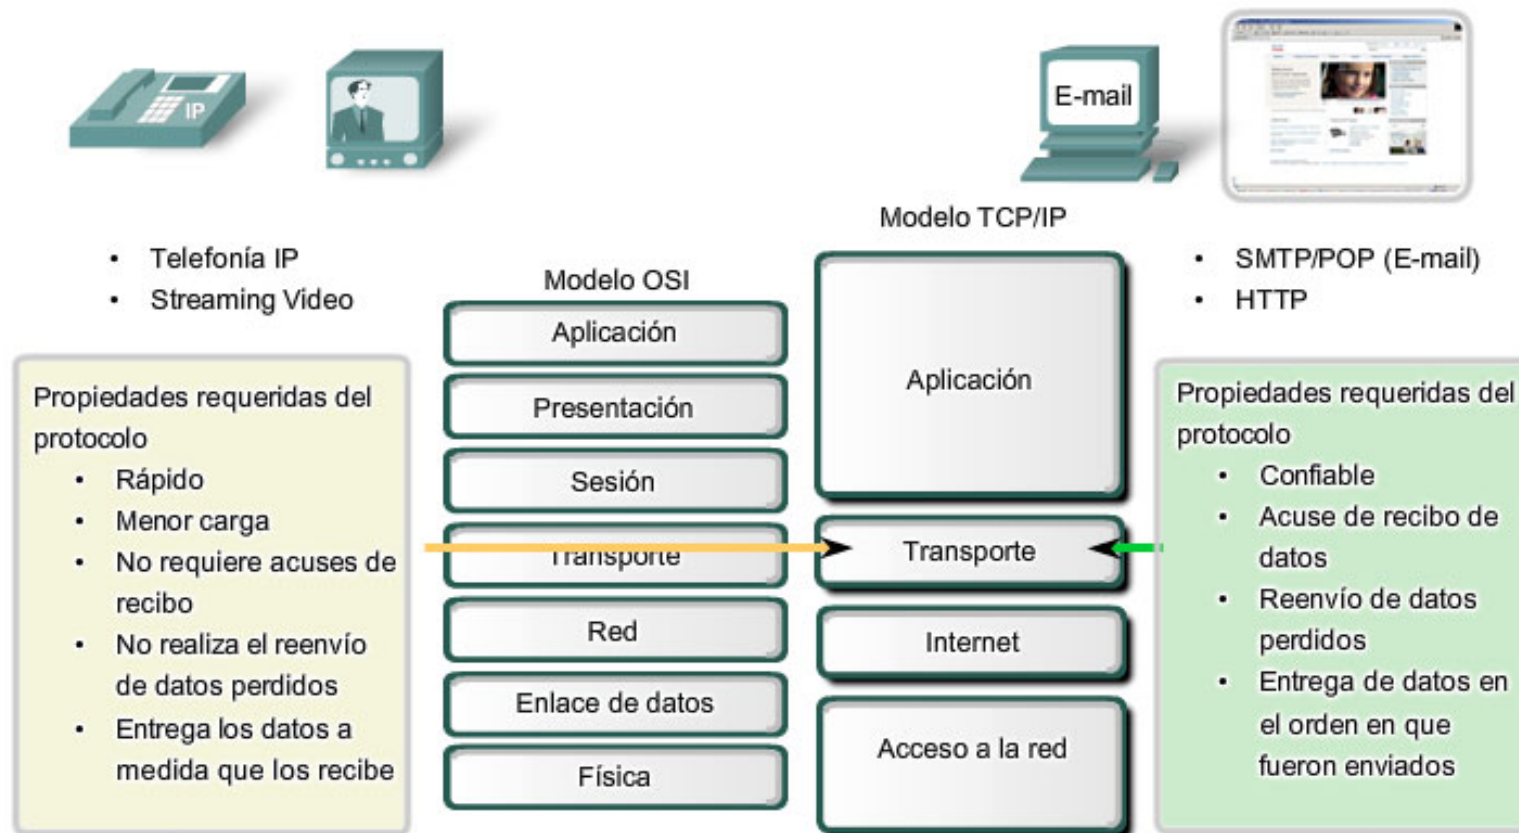 IP
E-mail
• Telefonía IP
• Streaming Video
Propiedades requeridas del
protocolo
• Rápido
• Menor carga
• No requiere acuses de
recibo
• No realiza el reenvío
de datos perdidos
• Entrega los datos a
medida que los recibe
Modelo OSI
Aplicación
Presentación
Sesión
Transporte
Red
Enlace de datos
Física
Modelo TCP/IP
Aplicación
Transporte
Internet
Acceso a la red
• SMTP/POP (E-mail)
• HTTP
Propiedades requeridas del
protocolo
• Confiable
• Acuse de recibo de
datos
• Reenvío de datos
perdidos
• Entrega de datos en
el orden en que
fueron enviados